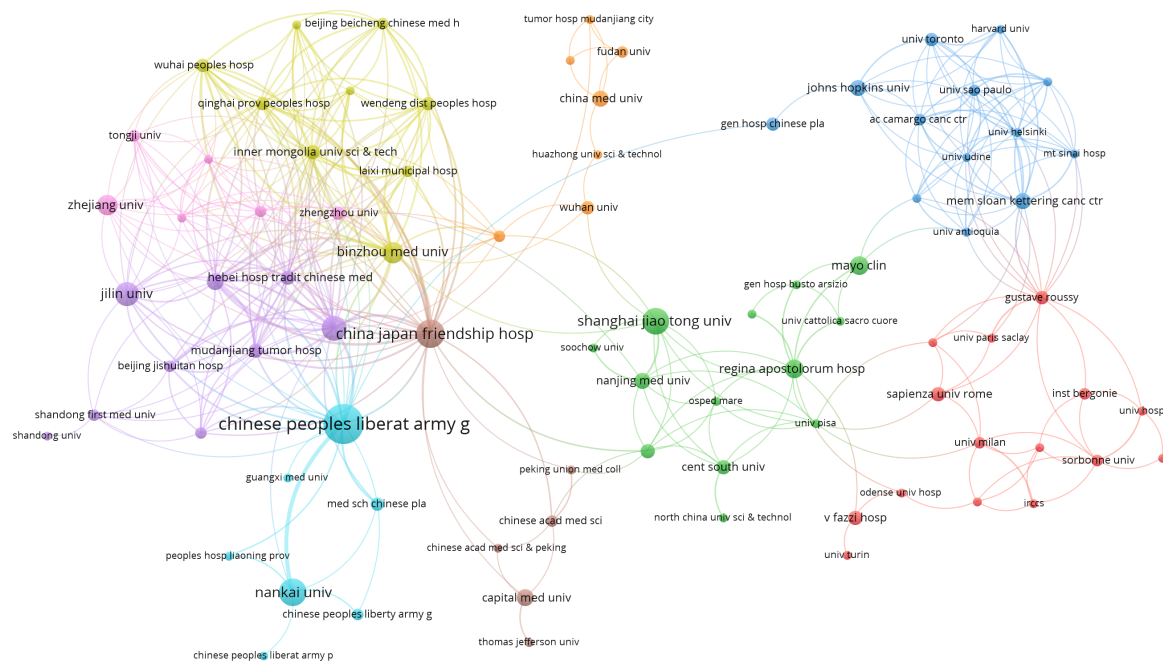 tumor hosp mudanjiang city
beijing beicheng chinese med h
harvard univ
univ toronto
fudan univ
wuhai peoples hosp
johns hopkins univ
univ sao paulo
china med univ
qinghai prov peoples hosp
wendeng dist peoples hosp
ac camargo canc ctr
gen hosp chinese pla
univ helsinki
tongji univ
inner mongolia univ sci & tech
huazhong univ sci & technol
univ udine
mt sinai hosp
laixi municipal hosp
mem sloan kettering canc ctr
zhejiang univ
zhengzhou univ
wuhan univ
univ antioquia
binzhou med univ
mayo clin
hebei hosp tradit chinese med
gen hosp busto arsizio
jilin univ
gustave roussy
shanghai jiao tong univ
univ cattolica sacro cuore
china japan friendship hosp
univ paris saclay
soochow univ
mudanjiang tumor hosp
beijing jishuitan hosp
regina apostolorum hosp
nanjing med univ
sapienza univ rome
inst bergonie
osped mare
univ hosp
shandong first med univ
chinese peoples liberat army g
univ pisa
shandong univ
univ milan
sorbonne univ
cent south univ
peking union med coll
guangxi med univ
odense univ hosp
med sch chinese pla
irccs
chinese acad med sci
north china univ sci & technol
v fazzi hosp
chinese acad med sci & peking
peoples hosp liaoning prov
univ turin
nankai univ
capital med univ
chinese peoples liberty army g
thomas jefferson univ
chinese peoples liberat army p